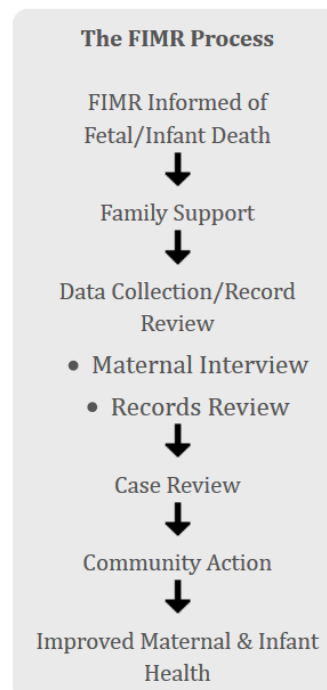 The FIMR Process
FIMR Informed of
Fetal/Infant Death
Family Support
Data Collection/Record
Review
• Maternal Interview
• Records Review
Case Review
Community Action
Improved Maternal & Infant
Health